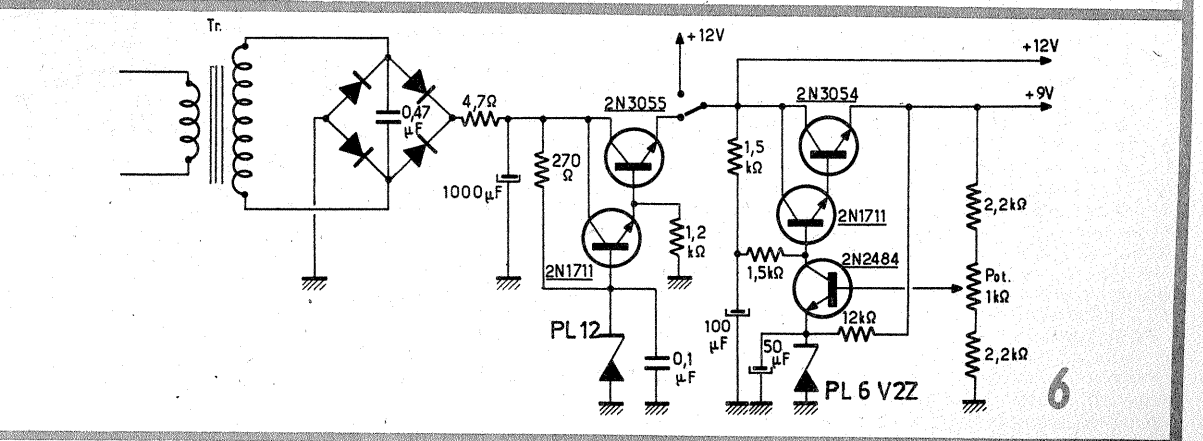 Tr.
+12V
+12V
2N3055
2N3054
+9V
4,7Ω
0,47
μF
270
Ω
1,5
kΩ
1000μF
2,2kΩ
1,2
kΩ
2N1711
2N1711
1,5kΩ
2N2484
Pot.
1kΩ
PL12
100
μF
12kΩ
50
μF
0,1
μF
2,2kΩ
PL 6 V2Z
6